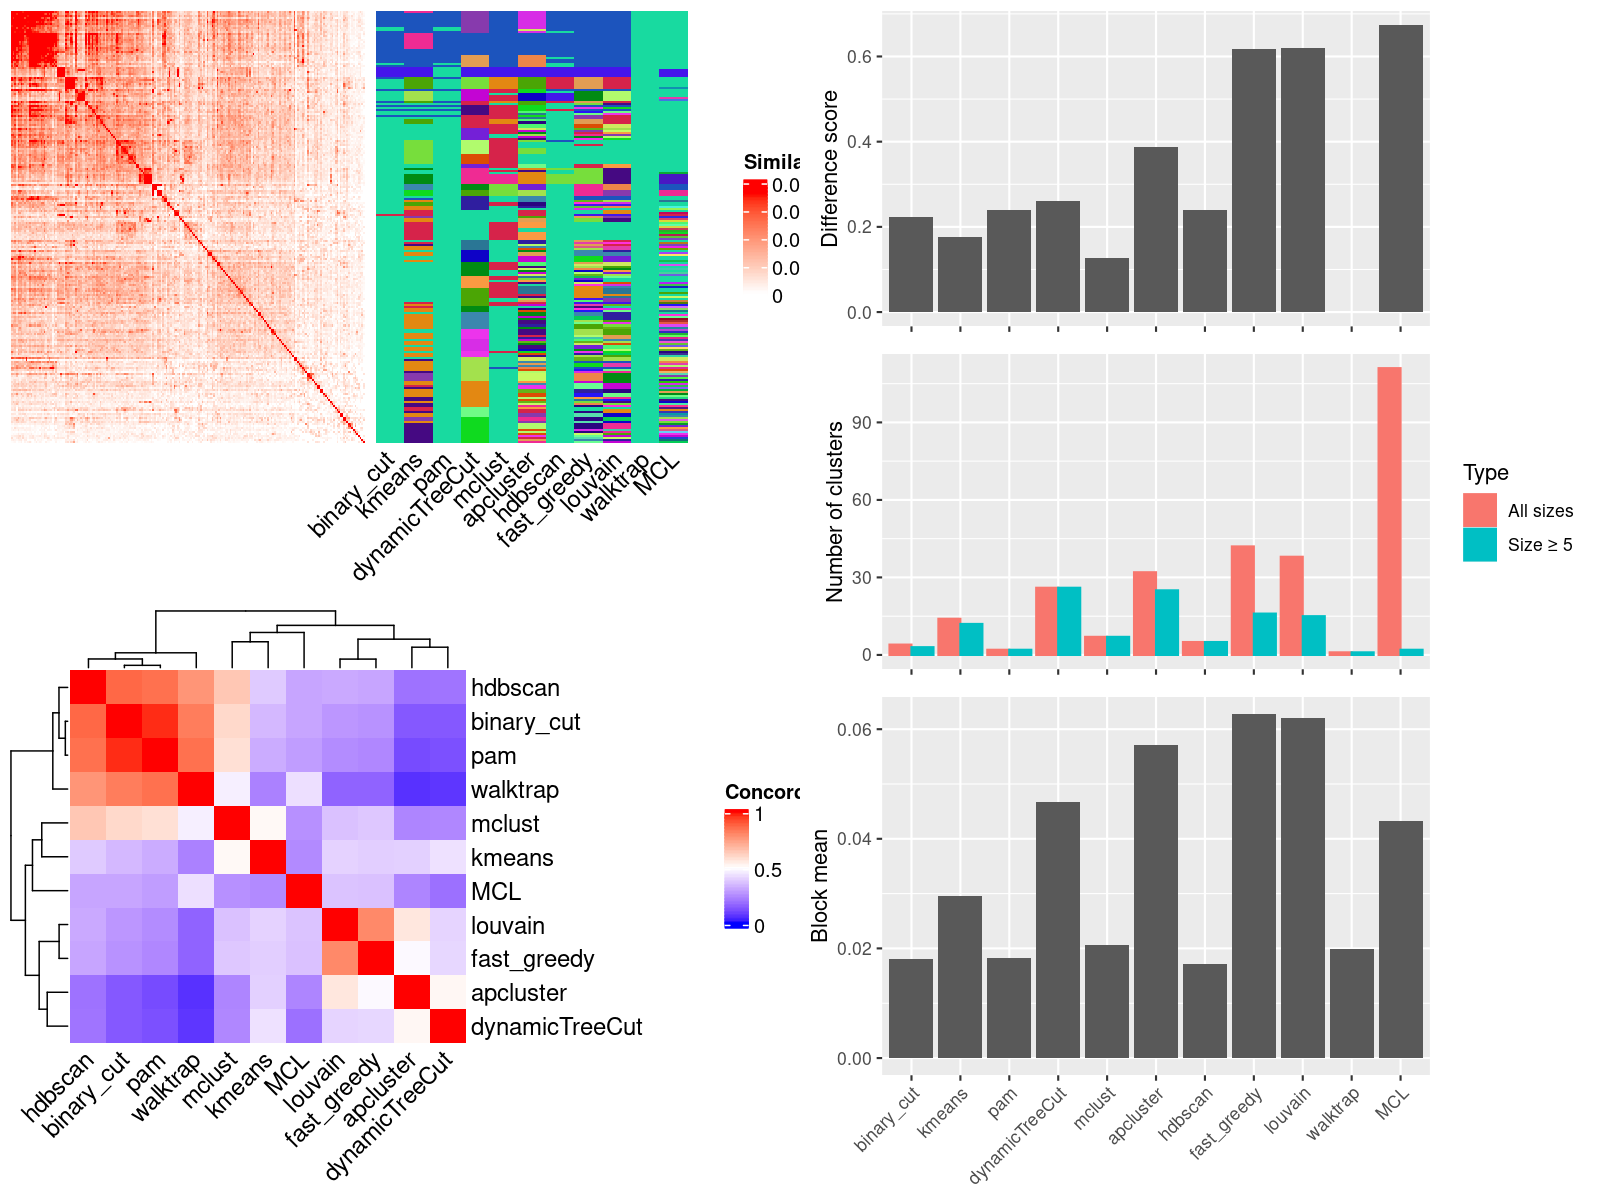 Simila
0.0
0.0
0.0
0.0
0
binary_cut
kmeans
pam
dynamicTreeCut
mclust
apcluster
hdbscan
fast_greedy
louvain
walktrap
MCL
Difference score
0.6
0.4
0.2
0.0
Number of clusters
90
60
30
0
Type
All sizes
Size ≥ 5
hdbscan
binary_cut
pam
walktrap
mclust
kmeans
MCL
louvain
fast_greedy
apcluster
dynamicTreeCut
hdbscan
binary_cut
pam
walktrap
mclust
kmeans
MCL
louvain
fast_greedy
apcluster
dynamicTreeCut
Concord
1
0.5
0
Block mean
0.06
0.04
0.02
0.00
binary_cut
kmeans
pam
dynamicTreeCut
mclust
apcluster
hdbscan
fast_greedy
louvain
walktrap
MCL